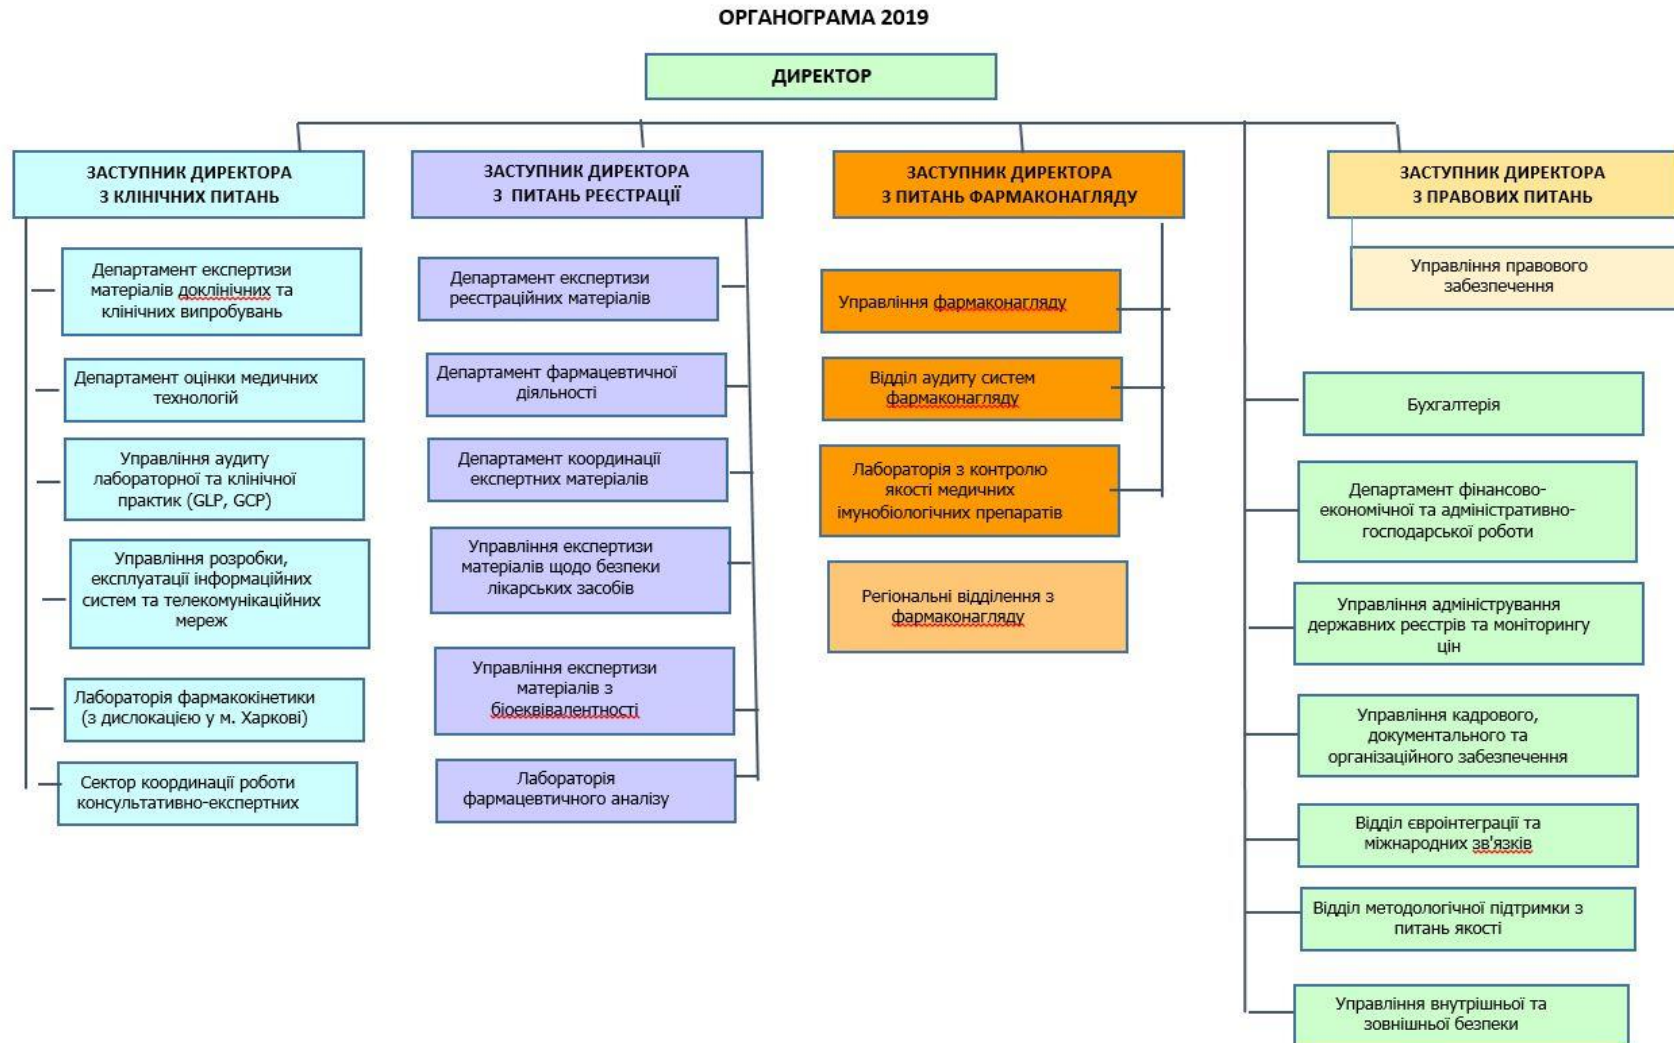 ОРГАНОГРАМА 2019
ДИРЕКТОР
ЗАСТУПНИК ДИРЕКТОРА
З КЛІНІЧНИХ ПИТАНЬ
Департамент експертизи
матеріалів доклінічних та
клінічних випробувань
Департамент оцінки медичних
технологій
Управління аудиту
лабораторної та клінічної
практик (GLP, GCP)
Управління розробки,
експлуатації інформаційних
систем та телекомунікаційних
мереж
Лабораторія фармакокінетики
(з дислокацією у м. Харкові)
Сектор координації роботи
консультативно-експертних
ЗАСТУПНИК ДИРЕКТОРА
З ПИТАНЬ РЕЄСТРАЦІЇ
Департамент експертизи
реєстраційних матеріалів
Департамент фармацевтичної
діяльності
Департамент координації
експертних матеріалів
Управління експертизи
матеріалів щодо безпеки
лікарських засобів
Управління експертизи
матеріалів з
біоеквівалентності
Лабораторія
фармацевтичного аналізу
ЗАСТУПНИК ДИРЕКТОРА
З ПИТАНЬ ФАРМАКОНАГЛЯДУ
Управління фармаконагляду
Відділ аудиту систем
фармаконагляду
Лабораторія з контролю
якості медичних
імунобіологічних препаратів
Регіональні відділення з
фармаконагляду
ЗАСТУПНИК ДИРЕКТОРА
З ПРАВОВИХ ПИТАНЬ
Управління правового
забезпечення
Бухгалтерія
Департамент фінансово-
економічної та адміністративно-
господарської роботи
Управління адміністрування
державних реєстрів та моніторингу
цін
Управління кадрового,
документального та
організаційного забезпечення
Відділ євроінтеграції та
міжнародних зв'язків
Відділ методологічної підтримки з
питань якості
Управління внутрішньої та
зовнішньої безпеки